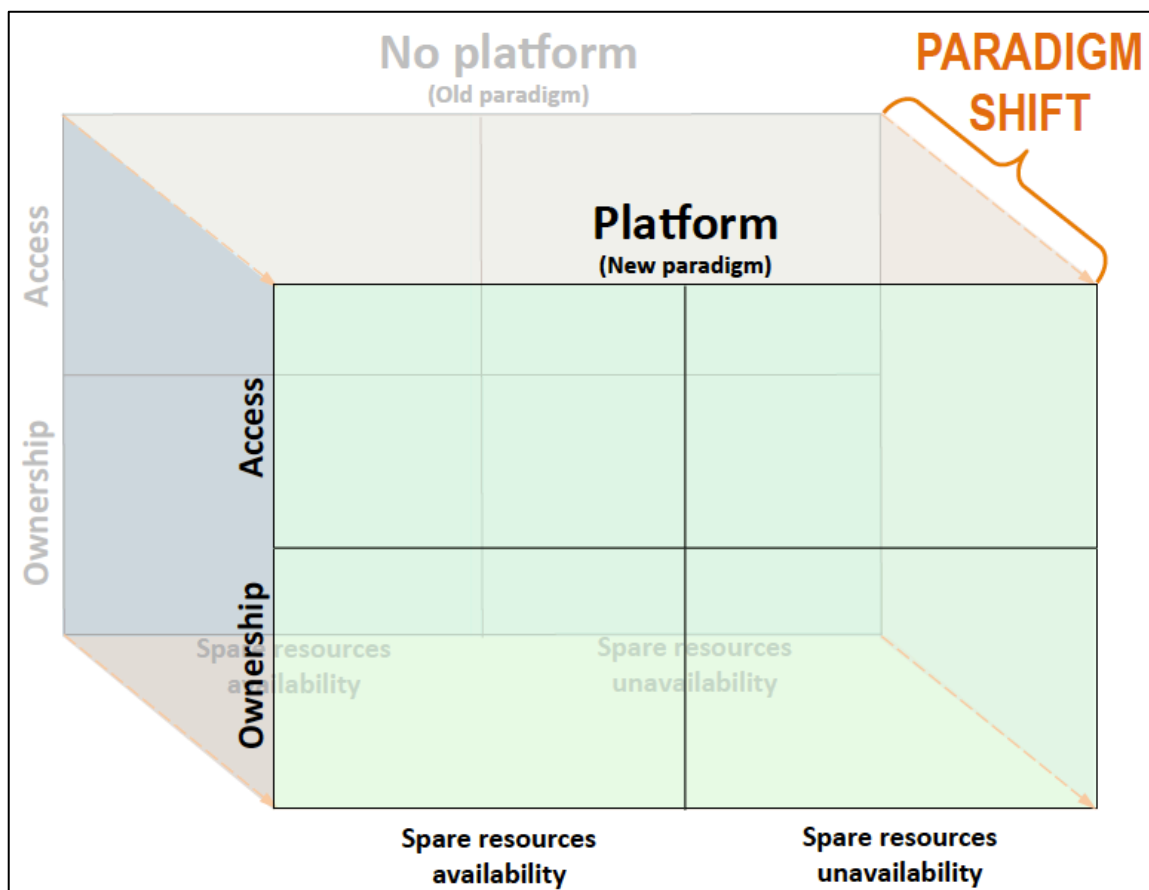 No platform
(Old paradigm)
PARADIGM
SHIFT
Platform
(New paradigm)
Access
Ownership
Access
Ownership
Spare resources
availability
Spare resources
unavailability
Spare resources
availability
Spare resources
unavailability